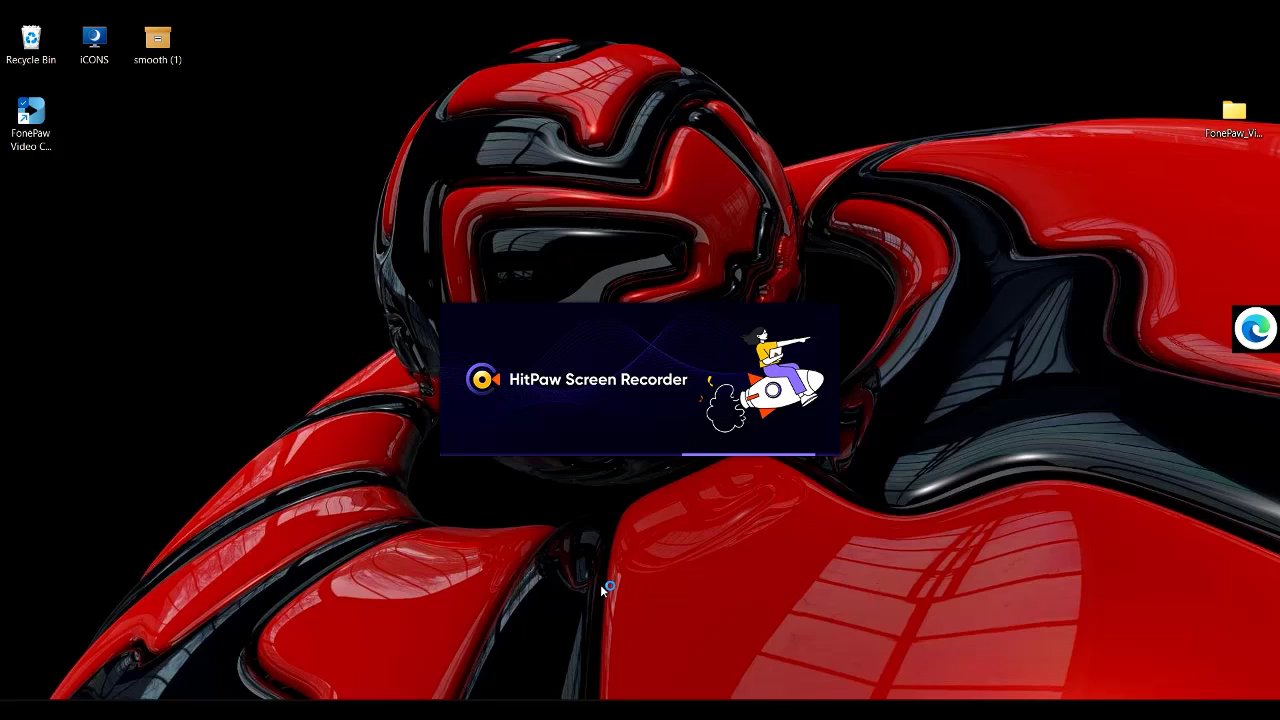 Recycle Bin
iCONS
smooth (1)
FonePaw
Video C...
FonePaw_Vi...
HitPaw Screen Recorder